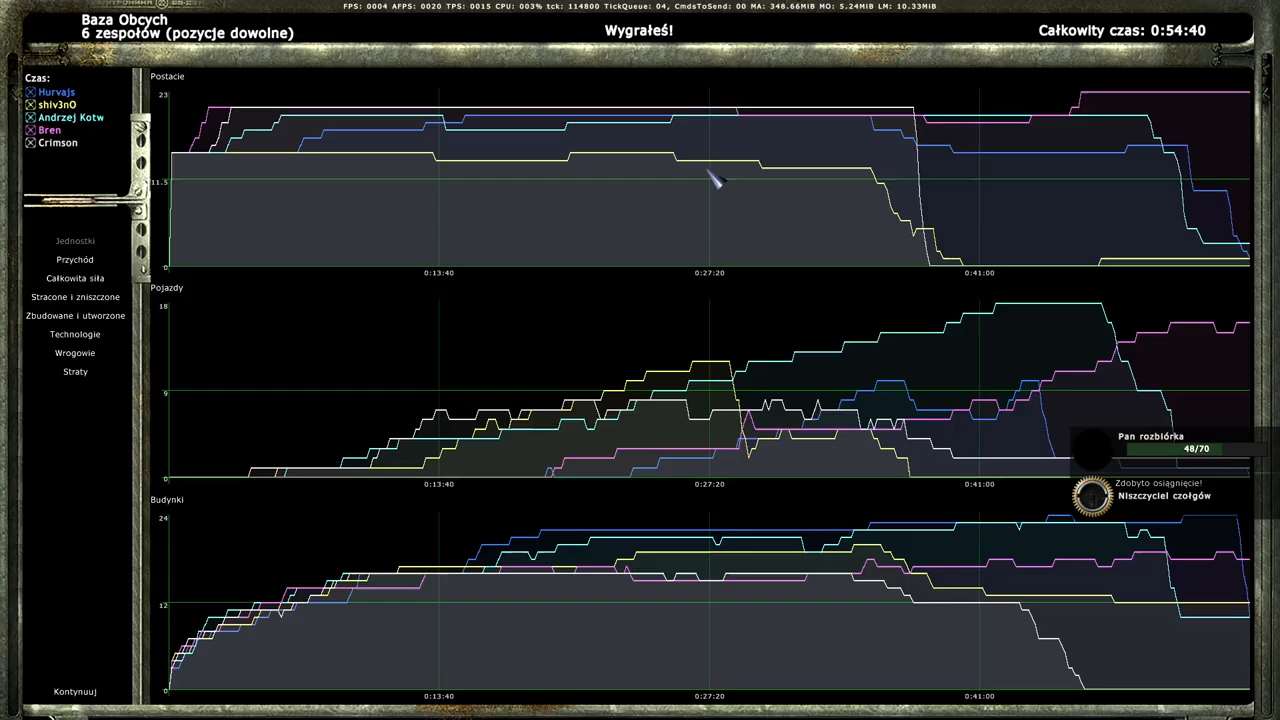 FPS: 0004 AFPS: 0020 TPS: 0015 CPU: 003% tck: 114800 TickQueue: 04, CmdsToSend: 00 MA: 348.66MiB MO: 5.24MiB LM: 10.33MiB
Baza Obcych
6 zespołów (pozycje dowolne)
Wygrałeś!
Całkowity czas: 0:54:40
Czas:
Hurvajs
shiv3nO
Andrzej Kotw
Bren
Crimson
Jednostki
Przychód
Całkowita siła
Stracone i zniszczone
Zbudowane i utworzone
Technologie
Wrogowie
Straty
Kontynuuj
Postacie
23
11.5
0
0:13:40
0:27:20
0:41:00
Pojazdy
18
9
0
0:13:40
0:27:20
0:41:00
Pan rozbiórka
48/70
Zdobyto osiągnięcie!
Niszczyciel czołgów
Budynki
24
12
0
0:13:40
0:27:20
0:41:00